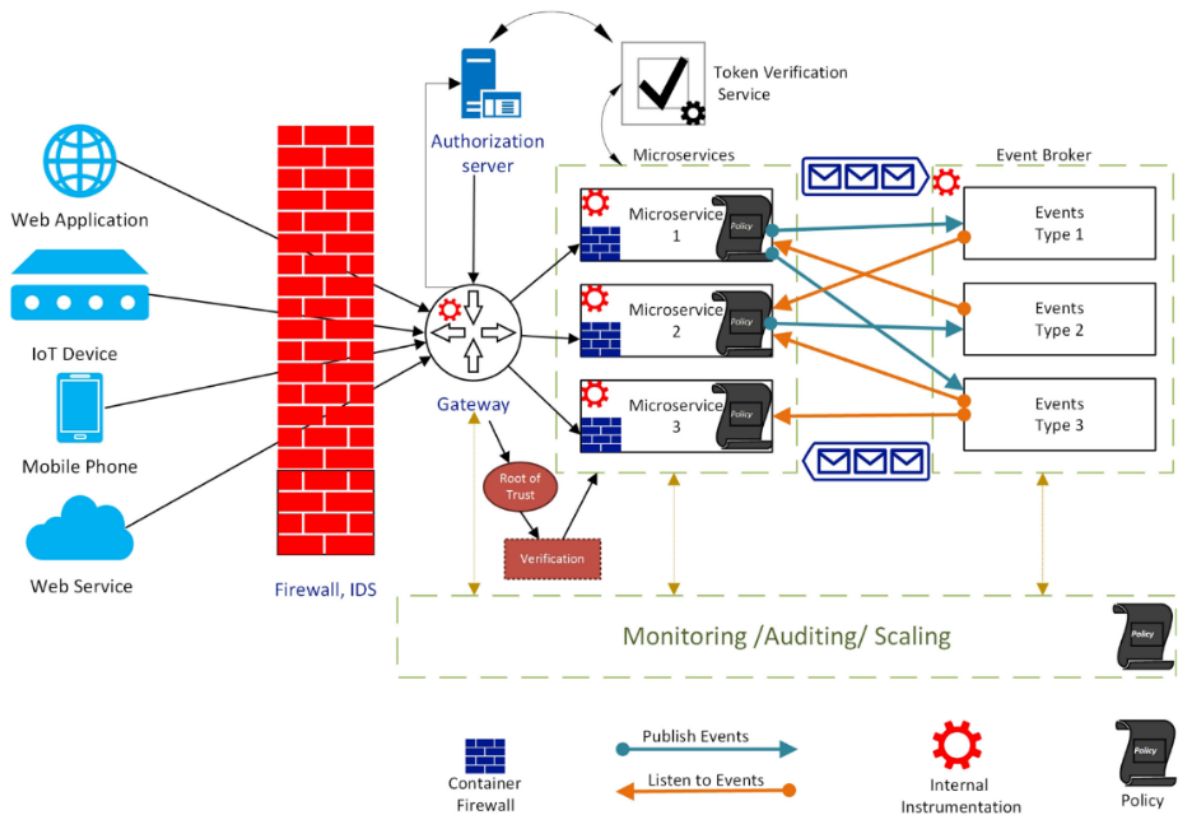 Token Verification
Service
Authorization
server
Microservices
Event Broker
Web Application
Microservice
1
Policy
Events
Type 1
IoT Device
Microservice
2
Policy
Events
Type 2
Gateway
Microservice
3
Policy
Events
Type 3
Mobile Phone
Root of
Trust
Verification
Web Service
Firewall, IDS
Monitoring /Auditing/ Scaling
Policy
Container
Firewall
Publish Events
Listen to Events
Internal
Instrumentation
Policy
Policy